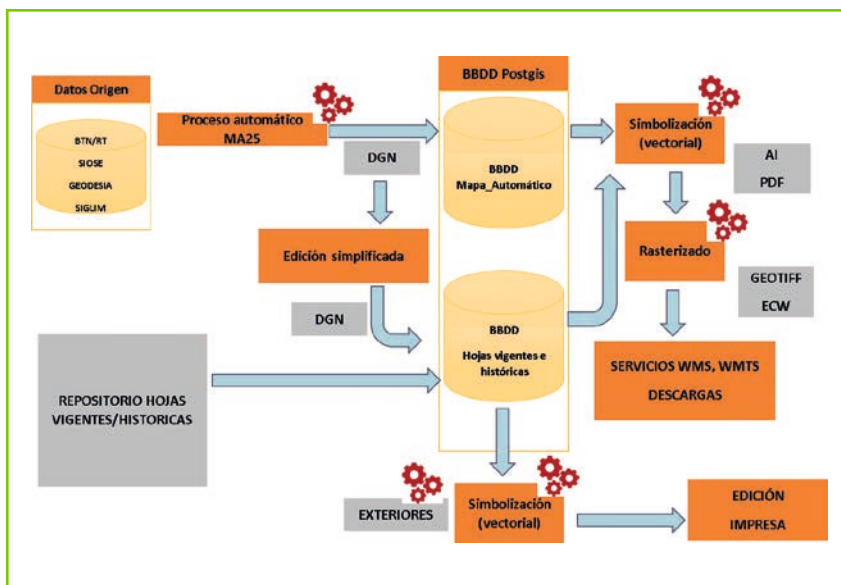 Datos Origen
BTN/RT
SIOSE
GEODESIA
SIGLIM
Proceso automático
MA25
DGN
Edición simplificada
DGN
REPOSITORIO HOJAS
VIGENTES/HISTORICAS
BBDD Postgis
BBDD
Mapa_Automático
BBDD
Hojas vigentes e
históricas
Simbolización
(vectorial)
AI
PDF
Rasterizado
GEOTIFF
ECW
SERVICIOS WMS, WMTS
DESCARGAS
EXTERIORES
Simbolización
(vectorial)
EDICIÓN
IMPRESA